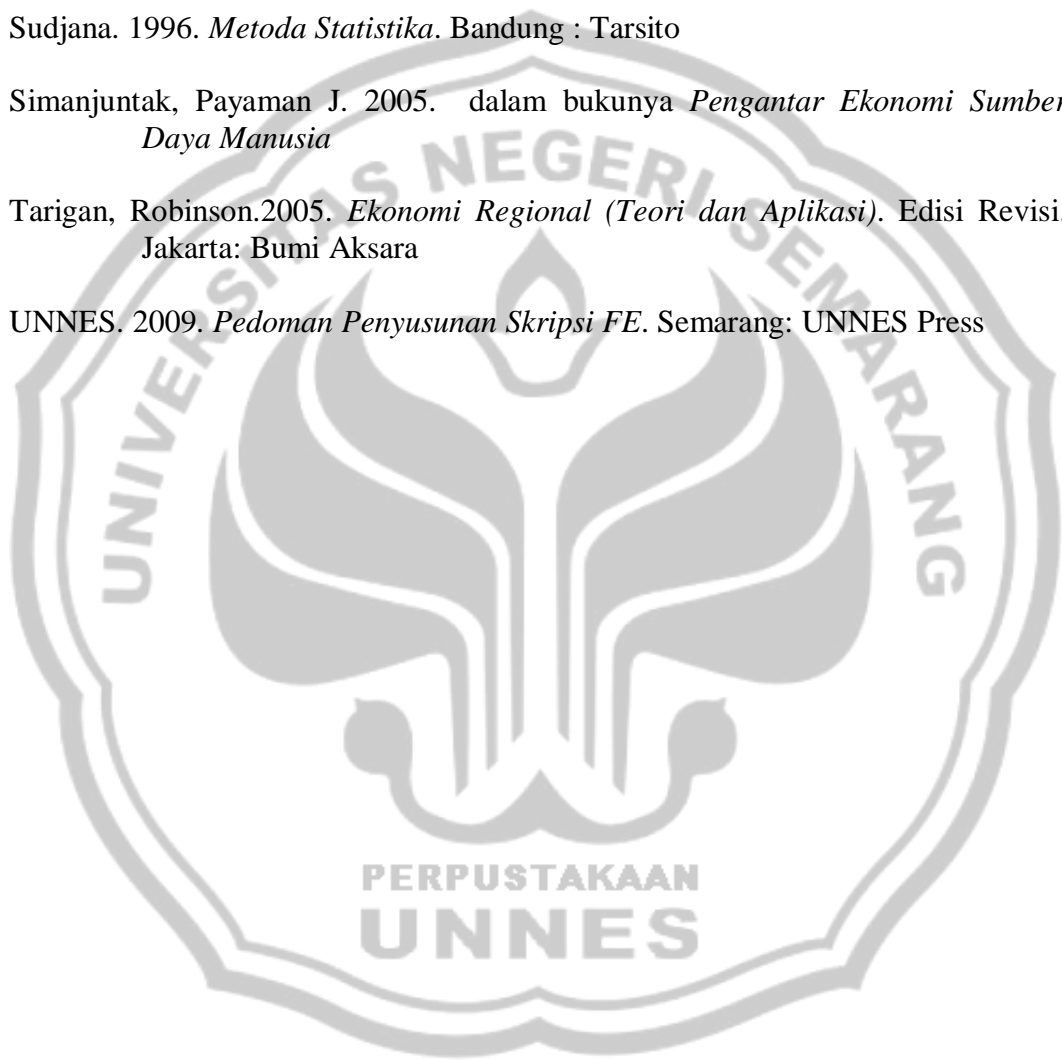 Sudjana. 1996. Metoda Statistika. Bandung : Tarsito
Simanjuntak, Payaman J. 2005. dalam bukunya Pengantar Ekonomi Sumber
Daya Manusia
Tarigan, Robinson.2005. Ekonomi Regional (Teori dan Aplikasi). Edisi Revisi.
Jakarta: Bumi Aksara
UNNES. 2009. Pedoman Penyusunan Skripsi FE. Semarang: UNNES Press
UNIVERSITAS NEGERI SEMARANG
PERPUSTAKAAN
UNNES